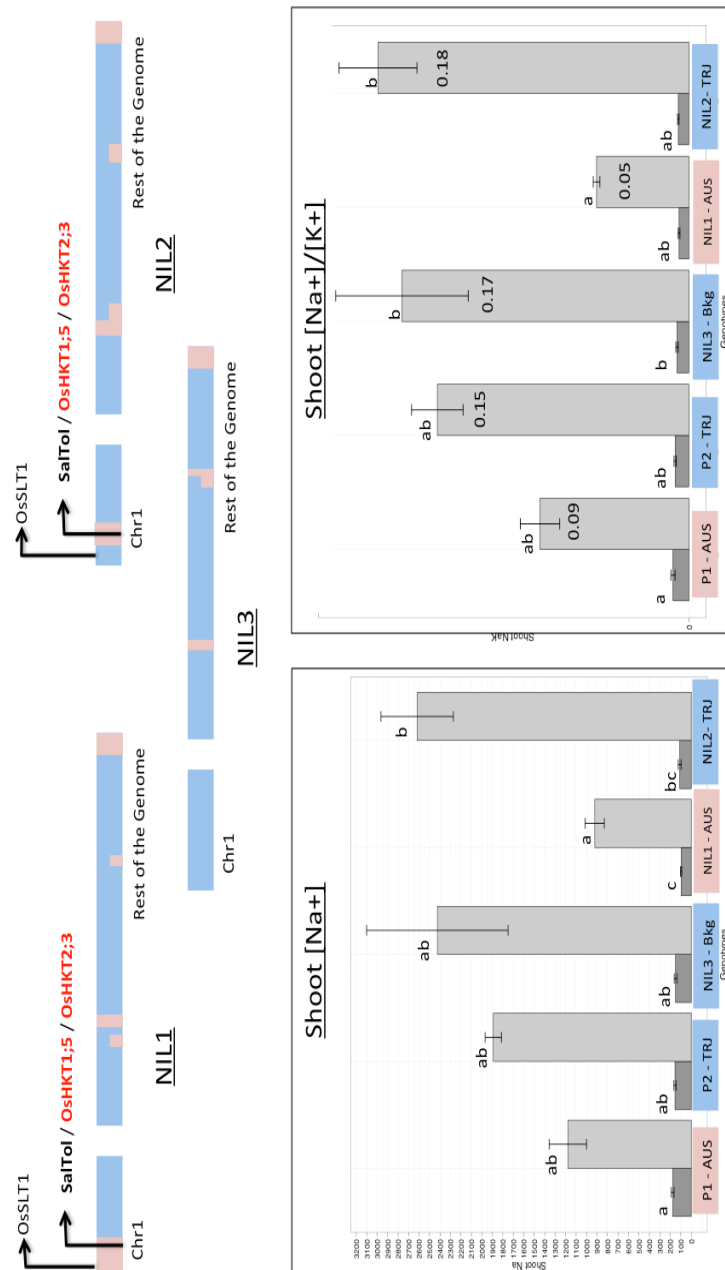 OsSLT1
SalTol / OsHKT1;5 / OsHKT2;3
Chr1
Rest of the Genome
NIL1
OsSLT1
SalTol / OsHKT1;5 / OsHKT2;3
Chr1
Rest of the Genome
NIL2
Chr1
Rest of the Genome
NIL3
Shoot [Na+]
Shoot Na
3200
3100
3000
2900
2800
2700
2600
2500
2400
2300
2200
2100
2000
1900
1800
1700
1600
1500
1400
1300
1200
1100
1000
900
800
700
600
500
400
300
200
100
0
a
ab
ab
ab
ab
ab
c
a
bc
b
P1 - AUS
P2 - TRJ
NIL3 - Bkg
NIL1 - AUS
NIL2- TRJ
Genotypes
Shoot [Na+]/[K+]
Shoot NaK
0
a
ab
0.09
ab
ab
0.15
b
b
0.17
ab
a
0.05
ab
b
0.18
P1 - AUS
P2 - TRJ
NIL3 - Bkg
NIL1 - AUS
NIL2- TRJ
Genotypes